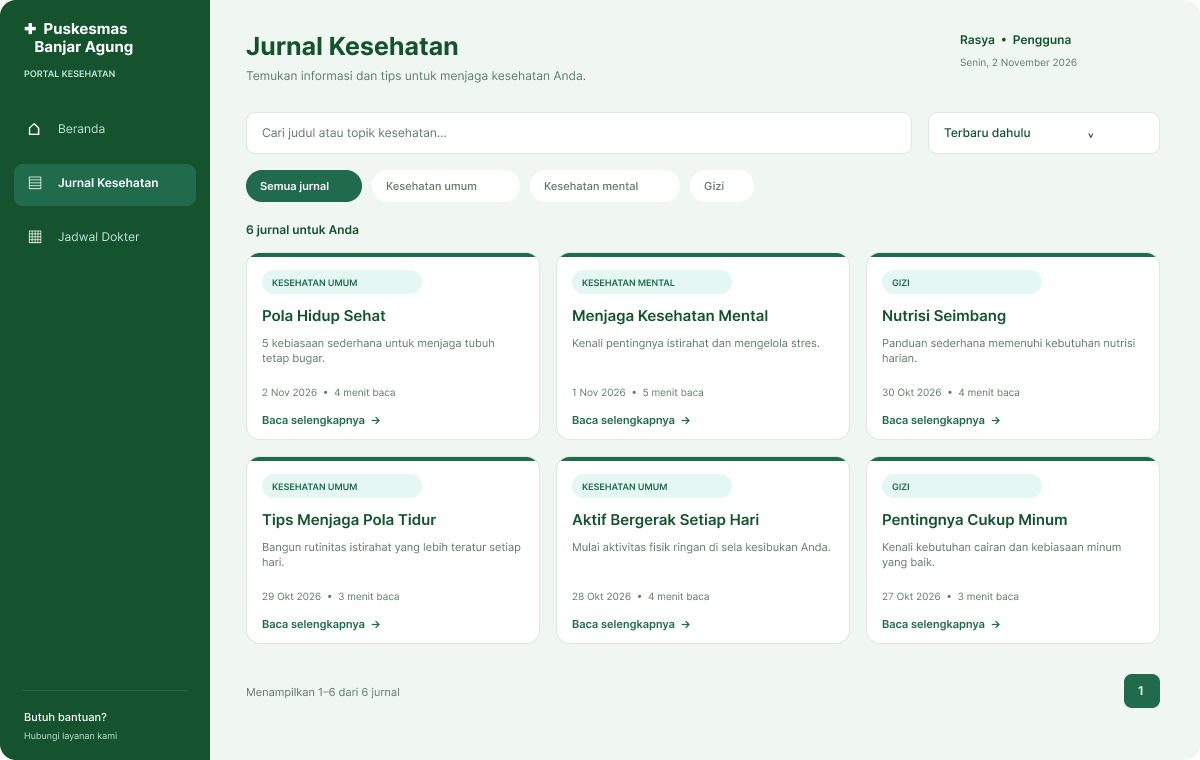 ✚ Puskesmas
Banjar Agung
PORTAL KESEHATAN
Beranda
Jurnal Kesehatan
Jadwal Dokter
Butuh bantuan?
Hubungi layanan kami
Jurnal Kesehatan
Temukan informasi dan tips untuk menjaga kesehatan Anda.
Rasya • Pengguna
Senin, 2 November 2026
Cari judul atau topik kesehatan...
Terbaru dahulu
Semua jurnal
Kesehatan umum
Kesehatan mental
Gizi
6 jurnal untuk Anda
KESEHATAN UMUM
Pola Hidup Sehat
5 kebiasaan sederhana untuk menjaga tubuh
tetap bugar.
2 Nov 2026 • 4 menit baca
Baca selengkapnya →
KESEHATAN MENTAL
Menjaga Kesehatan Mental
Kenali pentingnya istirahat dan mengelola stres.
1 Nov 2026 • 5 menit baca
Baca selengkapnya →
GIZI
Nutrisi Seimbang
Panduan sederhana memenuhi kebutuhan nutrisi
harian.
30 Okt 2026 • 4 menit baca
Baca selengkapnya →
KESEHATAN UMUM
Tips Menjaga Pola Tidur
Bangun rutinitas istirahat yang lebih teratur setiap
hari.
29 Okt 2026 • 3 menit baca
Baca selengkapnya →
KESEHATAN UMUM
Aktif Bergerak Setiap Hari
Mulai aktivitas fisik ringan di sela kesibukan Anda.
28 Okt 2026 • 4 menit baca
Baca selengkapnya →
GIZI
Pentingnya Cukup Minum
Kenali kebutuhan cairan dan kebiasaan minum
yang baik.
27 Okt 2026 • 3 menit baca
Baca selengkapnya →
Menampilkan 1–6 dari 6 jurnal
1